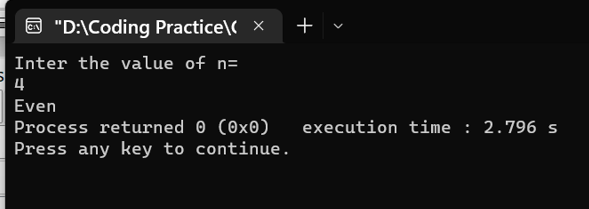 "D:\Coding Practice\C
Inter the value of n=
4
Even
Process returned 0 (0x0)   execution time : 2.796 s
Press any key to continue.